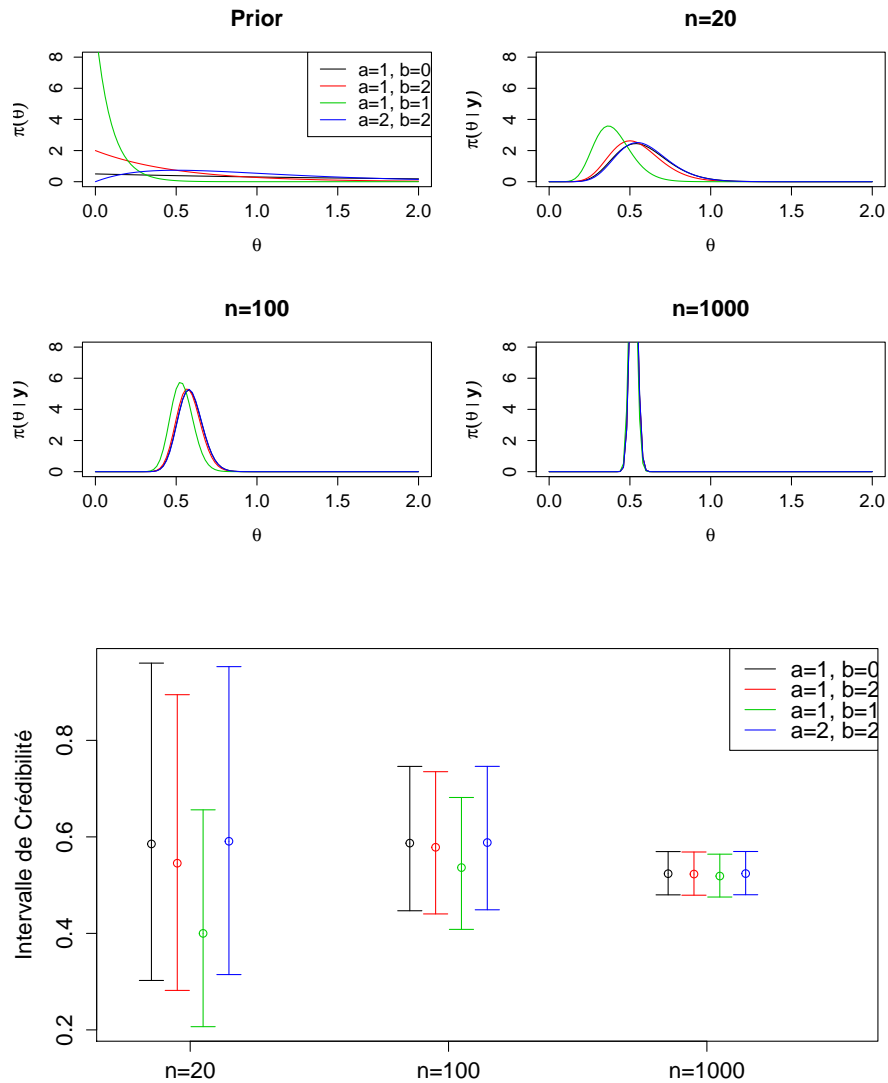 Prior
π(θ)
0 2 4 6 8
a=1, b=0
a=1, b=2
a=1, b=1
a=2, b=2
0.0 0.5 1.0 1.5 2.0
θ
n=20
π(θ | y)
0 2 4 6 8
0.0 0.5 1.0 1.5 2.0
θ
n=100
π(θ | y)
0 2 4 6 8
0.0 0.5 1.0 1.5 2.0
θ
n=1000
π(θ | y)
0 2 4 6 8
0.0 0.5 1.0 1.5 2.0
θ
Intervalle de Crédibilité
0.2 0.4 0.6 0.8
a=1, b=0
a=1, b=2
a=1, b=1
a=2, b=2
n=20 n=100 n=1000